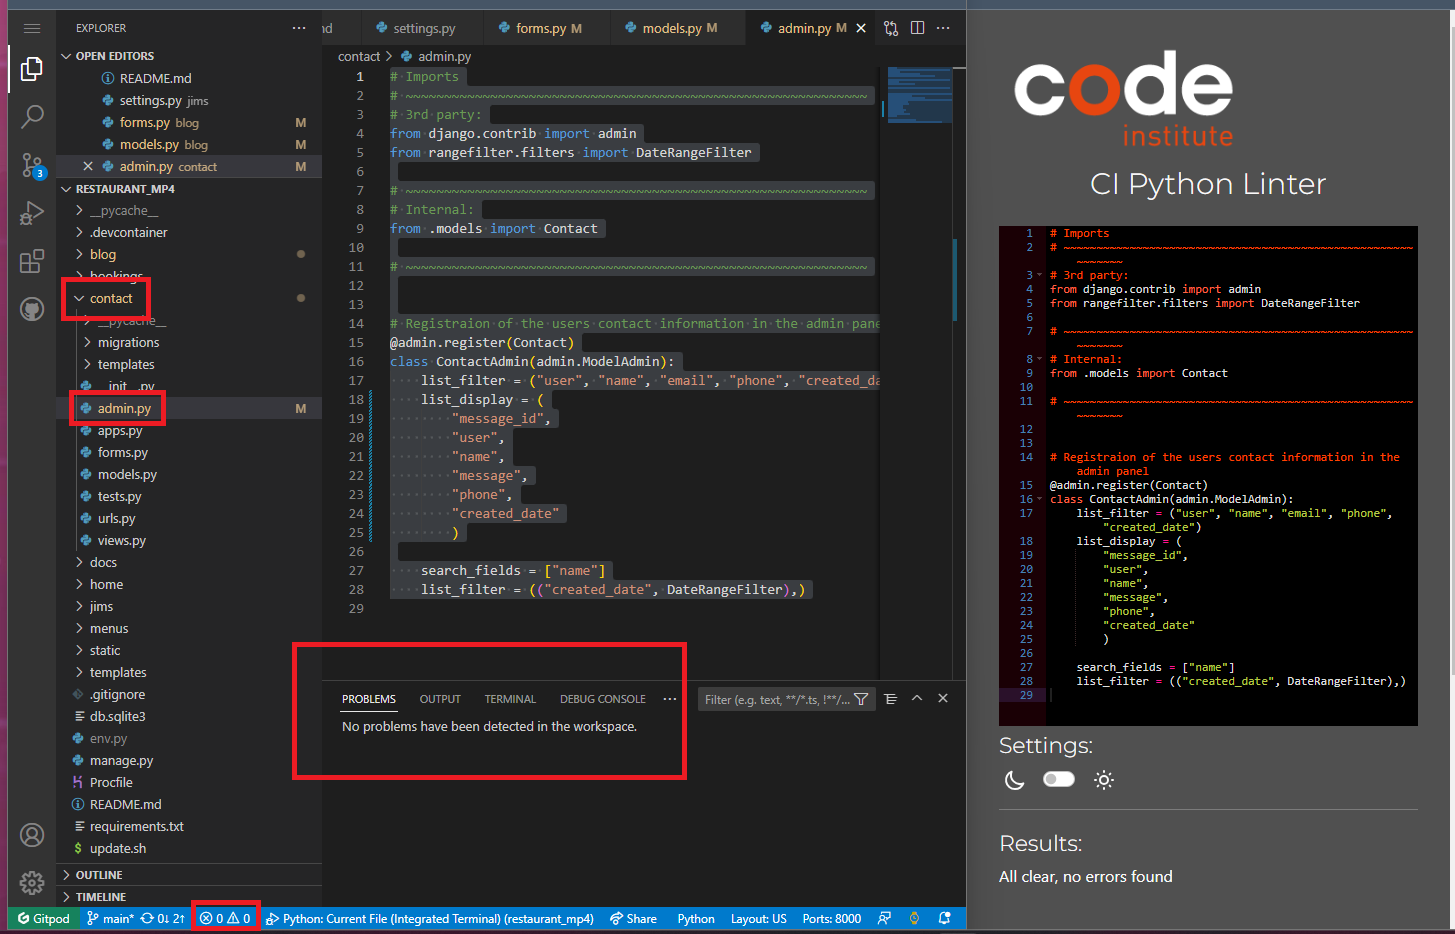 EXPLORER
OPEN EDITORS
README.md
settings.py jims
forms.py blog M
models.py blog M
admin.py contact M
RESTAURANT_MP4
__pycache__
.devcontainer
blog
bookings
contact
__pycache__
migrations
templates
__init__.py
admin.py M
apps.py
forms.py
models.py
tests.py
urls.py
views.py
docs
home
jims
menus
static
templates
.gitignore
db.sqlite3
env.py
manage.py
Procfile
README.md
requirements.txt
update.sh
OUTLINE
TIMELINE
3
settings.py
forms.py M
models.py M
admin.py M
contact > admin.py
1 # Imports
2 # ~~~~~~~~~~~~~~~~~~~~~~~~~~~~~~~~~~~~~~~~~~~~~~~~~~~~~~~~~~~~
3 # 3rd party:
4 from django.contrib import admin
5 from rangefilter.filters import DateRangeFilter
6
7 # ~~~~~~~~~~~~~~~~~~~~~~~~~~~~~~~~~~~~~~~~~~~~~~~~~~~~~~~~~~~~
8 # Internal:
9 from .models import Contact
10
11 # ~~~~~~~~~~~~~~~~~~~~~~~~~~~~~~~~~~~~~~~~~~~~~~~~~~~~~~~~~~~~
12
13
14 # Registraion of the users contact information in the admin pane
15 @admin.register(Contact)
16 class ContactAdmin(admin.ModelAdmin):
17 list_filter = ("user", "name", "email", "phone", "created_da
18 list_display = (
19 "message_id",
20 "user",
21 "name",
22 "message",
23 "phone",
24 "created_date"
25 )
26
27 search_fields = ["name"]
28 list_filter = (("created_date", DateRangeFilter),)
29
PROBLEMS OUTPUT TERMINAL DEBUG CONSOLE
Filter (e.g. text, **/*.ts, !**/...
No problems have been detected in the workspace.
Gitpod main* 0↓ 2↑ 0 0 Python: Current File (Integrated Terminal) (restaurant_mp4) Share Python Layout: US Ports: 8000
code
institute
CI Python Linter
1 # Imports
2 # ~~~~~~~~~~~~~~~~~~~~~~~~~~~~~~~~~~~~~~~~~~~~~~~~~~~~~
~~~~~~~
3 # 3rd party:
4 from django.contrib import admin
5 from rangefilter.filters import DateRangeFilter
6
7 # ~~~~~~~~~~~~~~~~~~~~~~~~~~~~~~~~~~~~~~~~~~~~~~~~~~~~~
~~~~~~~
8 # Internal:
9 from .models import Contact
10
11 # ~~~~~~~~~~~~~~~~~~~~~~~~~~~~~~~~~~~~~~~~~~~~~~~~~~~~~
~~~~~~~
12
13
14 # Registraion of the users contact information in the
admin panel
15 @admin.register(Contact)
16 class ContactAdmin(admin.ModelAdmin):
17 list_filter = ("user", "name", "email", "phone",
"created_date")
18 list_display = (
19 "message_id",
20 "user",
21 "name",
22 "message",
23 "phone",
24 "created_date"
25 )
26
27 search_fields = ["name"]
28 list_filter = (("created_date", DateRangeFilter),)
29
Settings:
Results:
All clear, no errors found